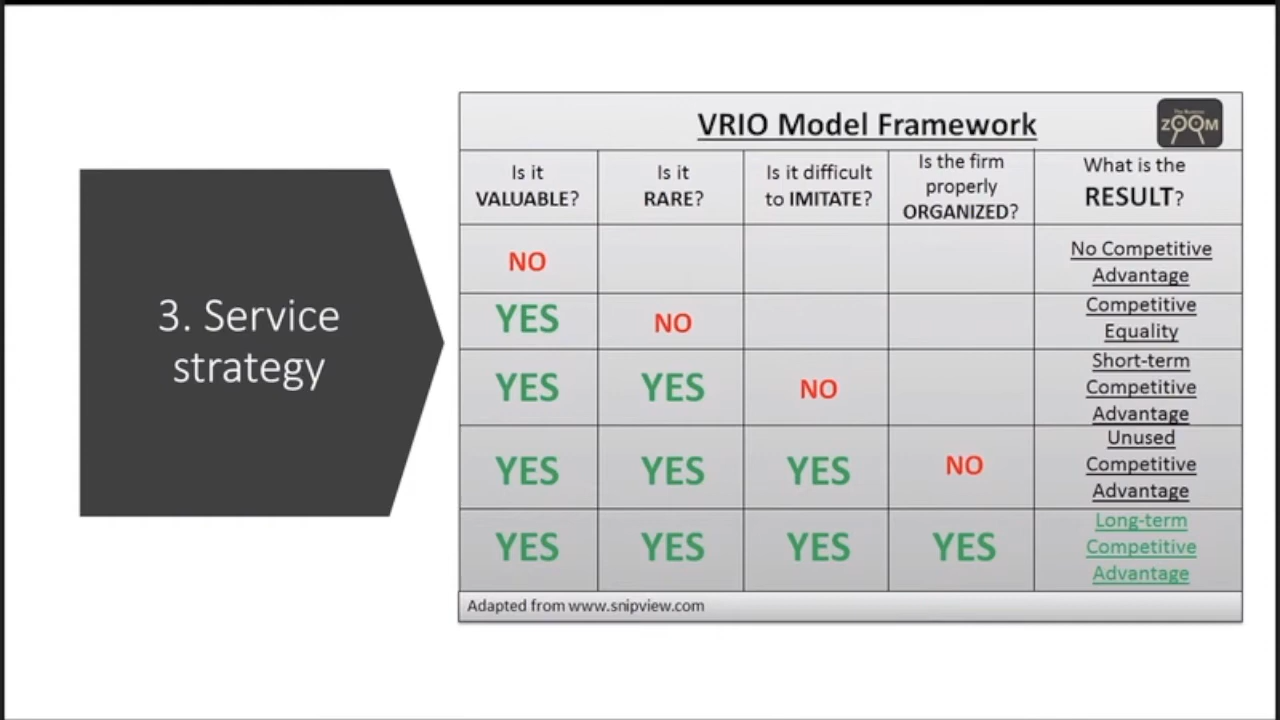 3. Service
strategy
VRIO Model Framework
ZOOM
Is it
VALUABLE?
Is it
RARE?
Is it difficult
to IMITATE?
Is the firm
properly
ORGANIZED?
What is the
RESULT?
NO
No Competitive
Advantage
YES
NO
Competitive
Equality
YES
YES
NO
Short-term
Competitive
Advantage
YES
YES
YES
NO
Unused
Competitive
Advantage
YES
YES
YES
YES
Long-term
Competitive
Advantage
Adapted from www.snipview.com